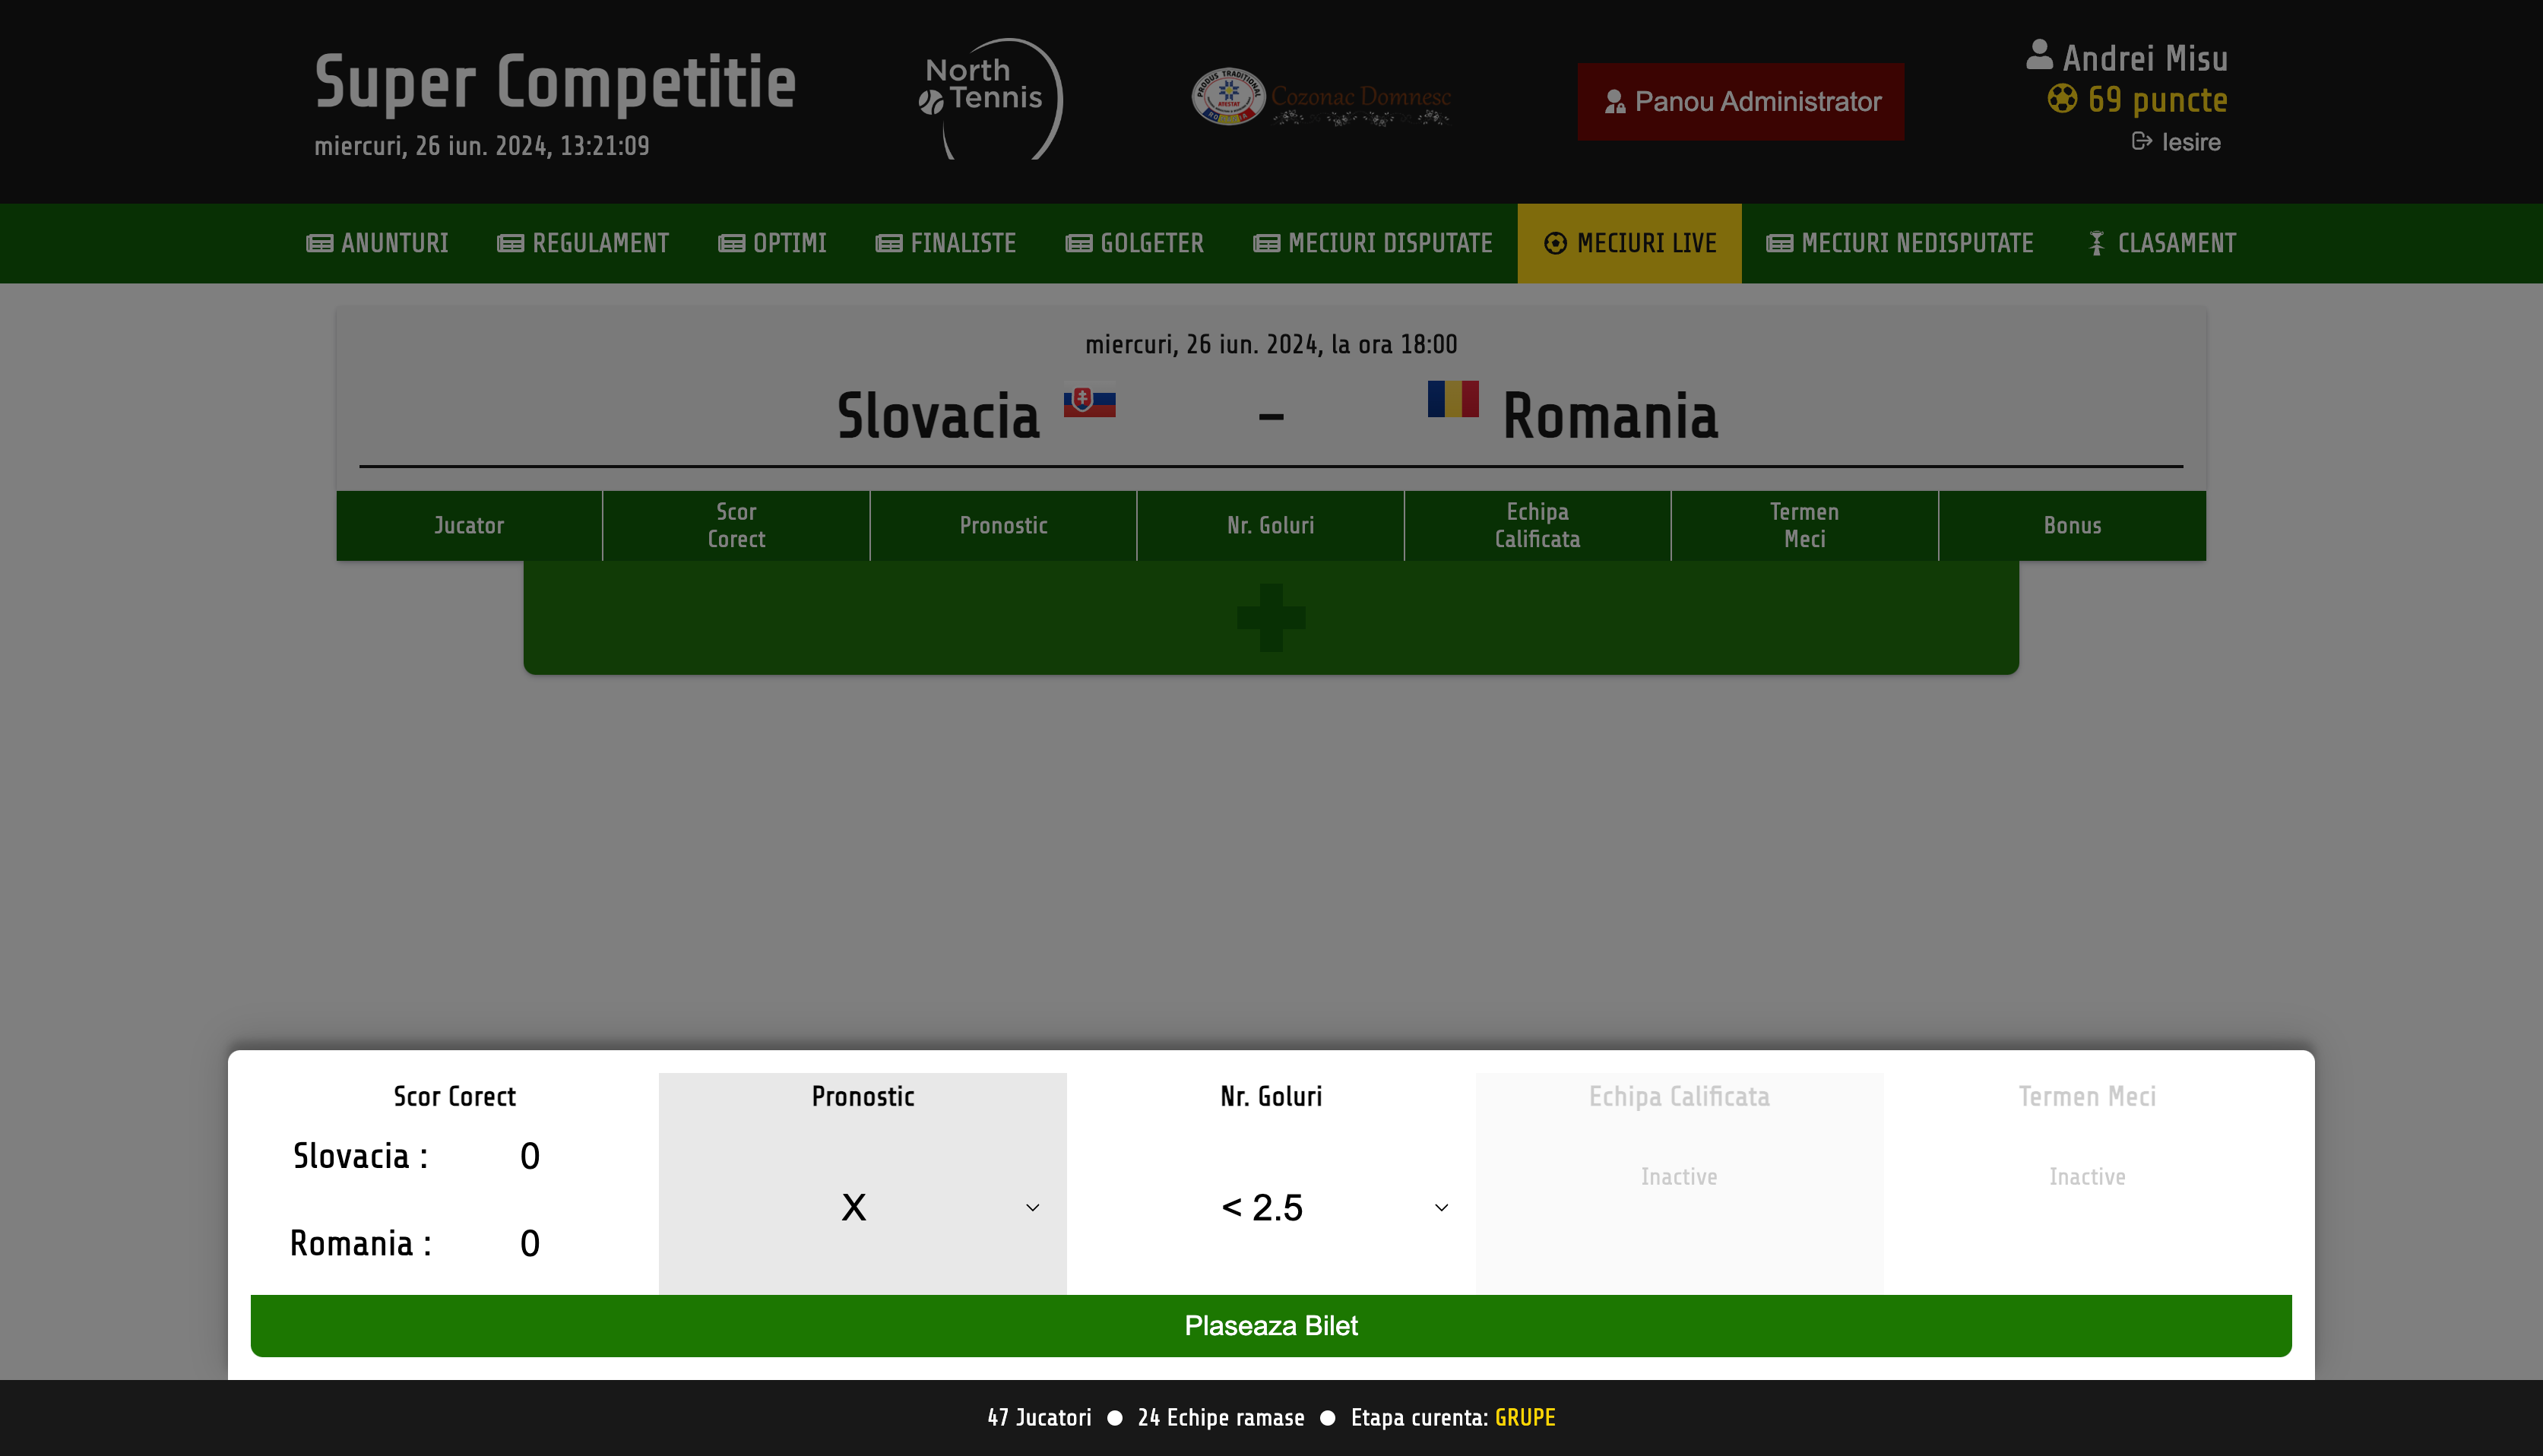 Super Competitie
miercuri, 26 iun. 2024, 13:21:09
North
Tennis
PRODUS TRADITIONAL
ATESTAT
ROMANIA
Cozonac Domnesc
Panou Administrator
Andrei Misu
69 puncte
Iesire
ANUNTURI
REGULAMENT
OPTIMI
FINALISTE
GOLGETER
MECIURI DISPUTATE
MECIURI LIVE
MECIURI NEDISPUTATE
CLASAMENT
miercuri, 26 iun. 2024, la ora 18:00
Slovacia - Romania
Jucator
Scor
Corect
Pronostic
Nr. Goluri
Echipa
Calificata
Termen
Meci
Bonus
Scor Corect
Slovacia : 0
Romania : 0
Pronostic
X
Nr. Goluri
< 2.5
Echipa Calificata
Inactive
Termen Meci
Inactive
Plaseaza Bilet
47 Jucatori ● 24 Echipe ramase ● Etapa curenta: GRUPE